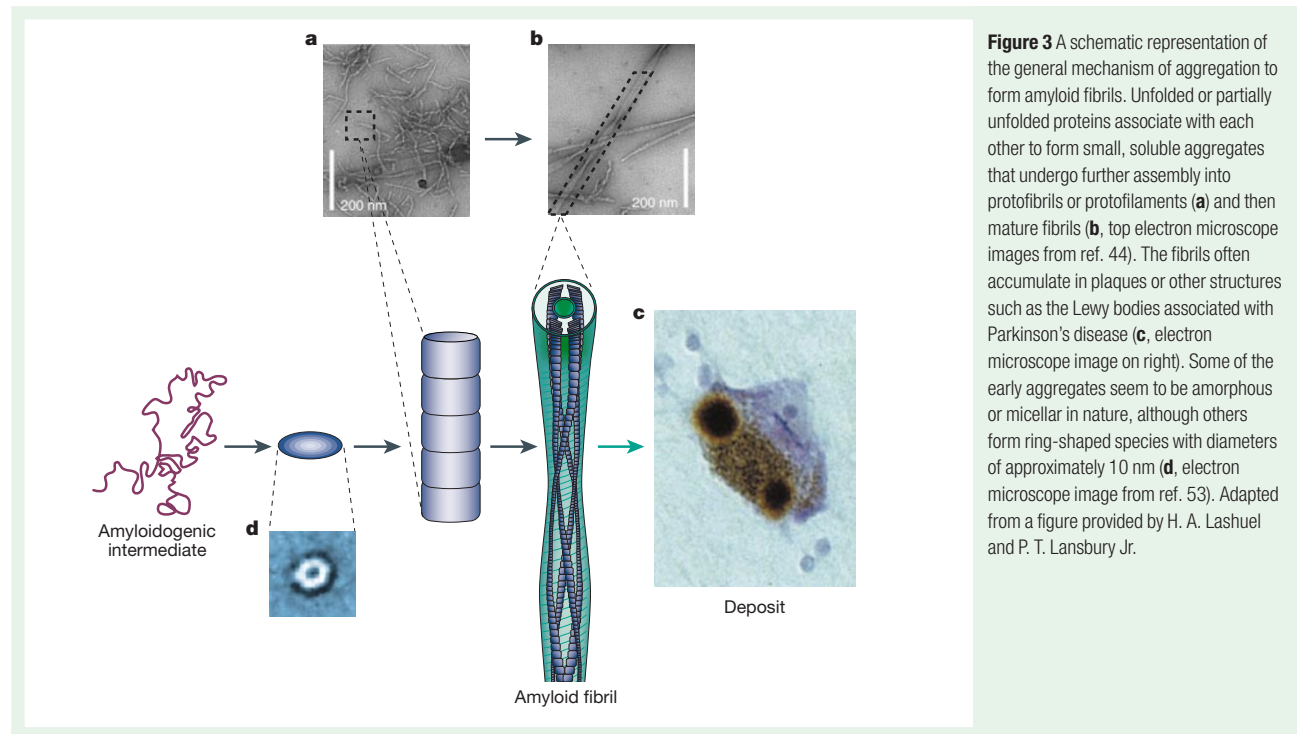 a
b
200 nm
200 nm
c
Amyloidogenic
intermediate
d
Deposit
Amyloid fibril
Figure 3 A schematic representation of
the general mechanism of aggregation to
form amyloid fibrils. Unfolded or partially
unfolded proteins associate with each
other to form small, soluble aggregates
that undergo further assembly into
protofibrils or protofilaments (a) and then
mature fibrils (b, top electron microscope
images from ref. 44). The fibrils often
accumulate in plaques or other structures
such as the Lewy bodies associated with
Parkinson's disease (c, electron
microscope image on right). Some of the
early aggregates seem to be amorphous
or micellar in nature, although others
form ring-shaped species with diameters
of approximately 10 nm (d, electron
microscope image from ref. 53). Adapted
from a figure provided by H. A. Lashuel
and P. T. Lansbury Jr.